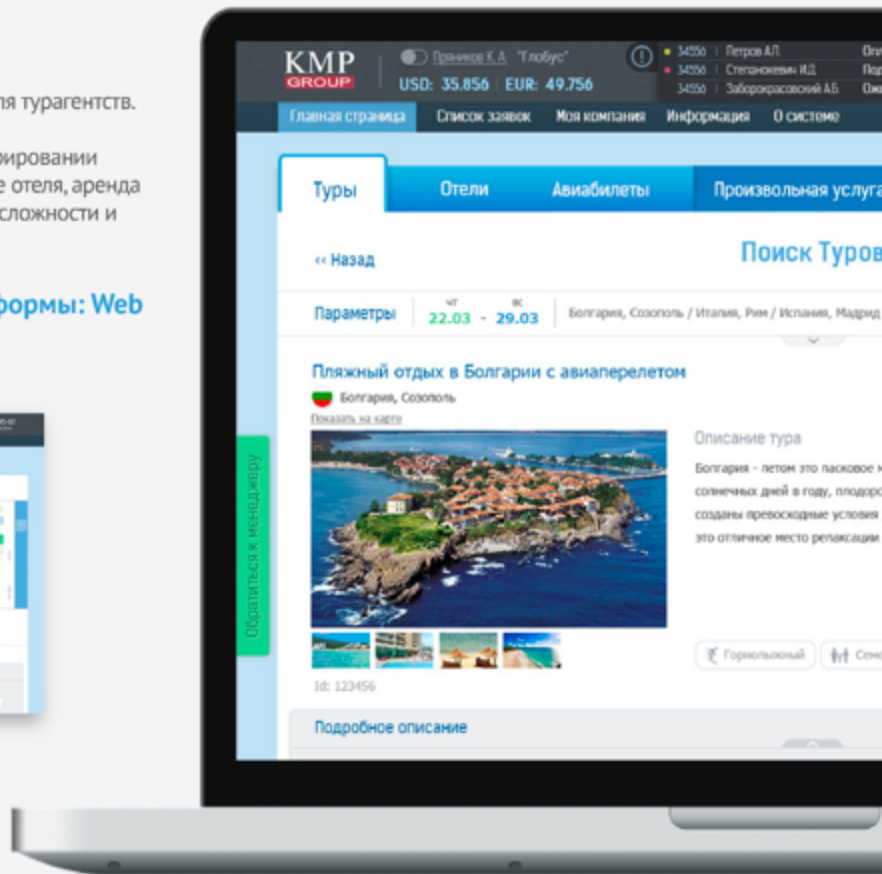 ля турагентств.
рировании
е отеля, аренда
сложности и
формы: Web
KMP
GROUP
Пряников К. А. "Глобус"
USD: 35.856 EUR: 49.756
34556 Петров А.П.
34556 Степанокевич И.Д.
34556 Заборокрасовский А.Б.
Главная страница Список заявок Моя компания Информация О системе
Туры Отели Авиабилеты Произвольная услуга
‹‹ Назад
Поиск Туров
Параметры чт 22.03 - вс 29.03 Болгария, Созополь / Италия, Рим / Испания, Мадрид
Пляжный отдых в Болгарии с авиаперелетом
Болгария, Созополь
Показать на карте
Описание тура
Болгария - летом это ласковое м
солнечных дней в году, плодоро
созданы превосходные условия
это отличное место релаксации
Обратиться к менеджеру
Горнолыжный Семе
Id: 123456
Подробное описание